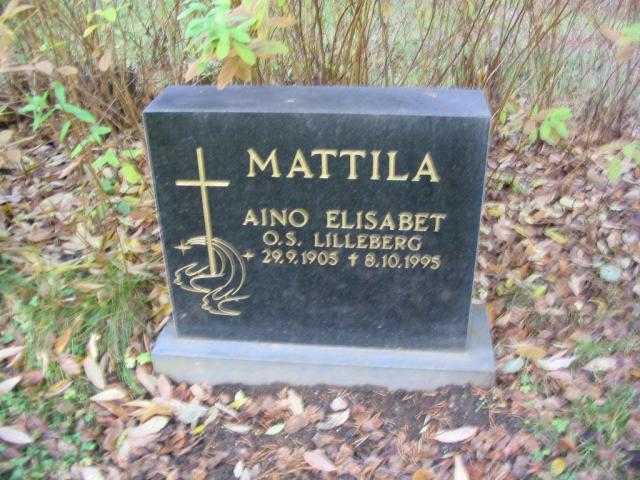 MATTILA
AINO ELISABET
O.S. LILLEBERG
29.9.1905 ✝ 8.10.1995